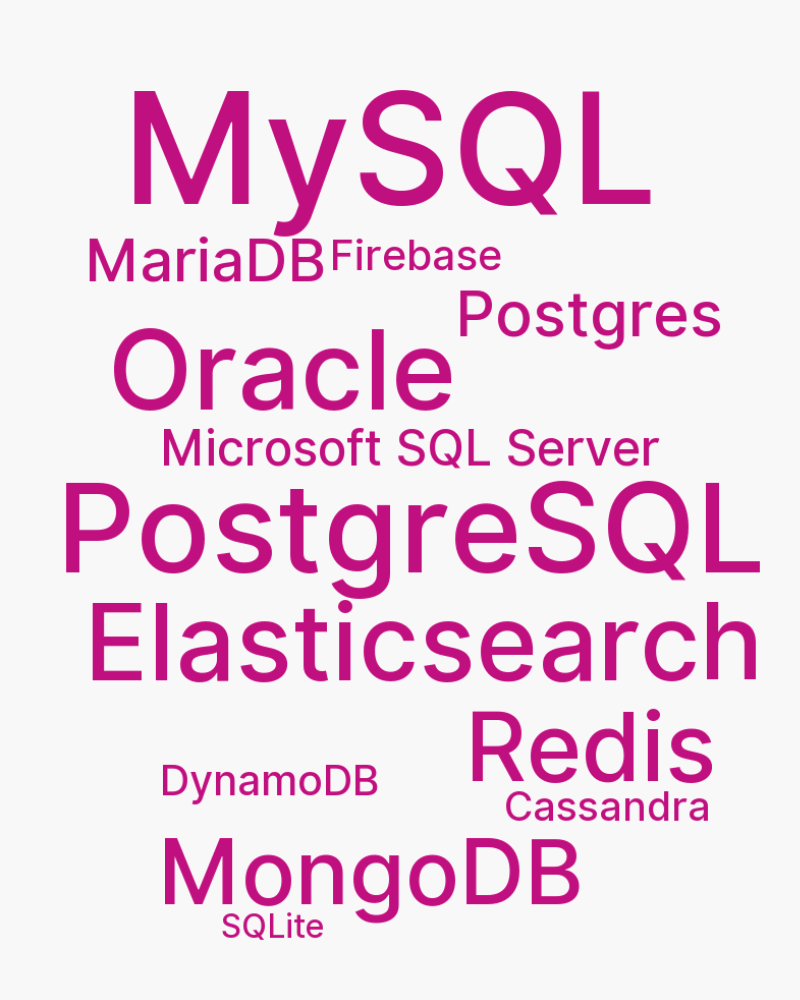 MySQL
MariaDB Firebase
Postgres
Oracle
Microsoft SQL Server
PostgreSQL
Elasticsearch
Redis
DynamoDB
Cassandra
MongoDB
SQLite